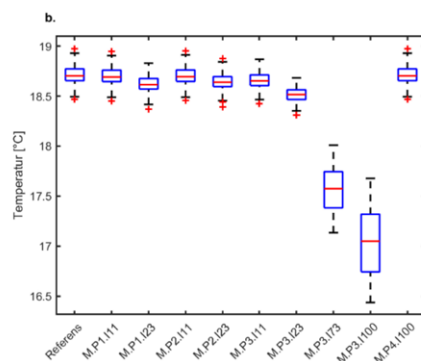 b.
19
18.5
18
17.5
17
16.5
Temperatur [°C]
Referens
M.P1.I11
M.P1.I23
M.P2.I11
M.P2.I23
M.P3.I11
M.P3.I23
M.P3.I73
M.P3.I100
M.P4.I100